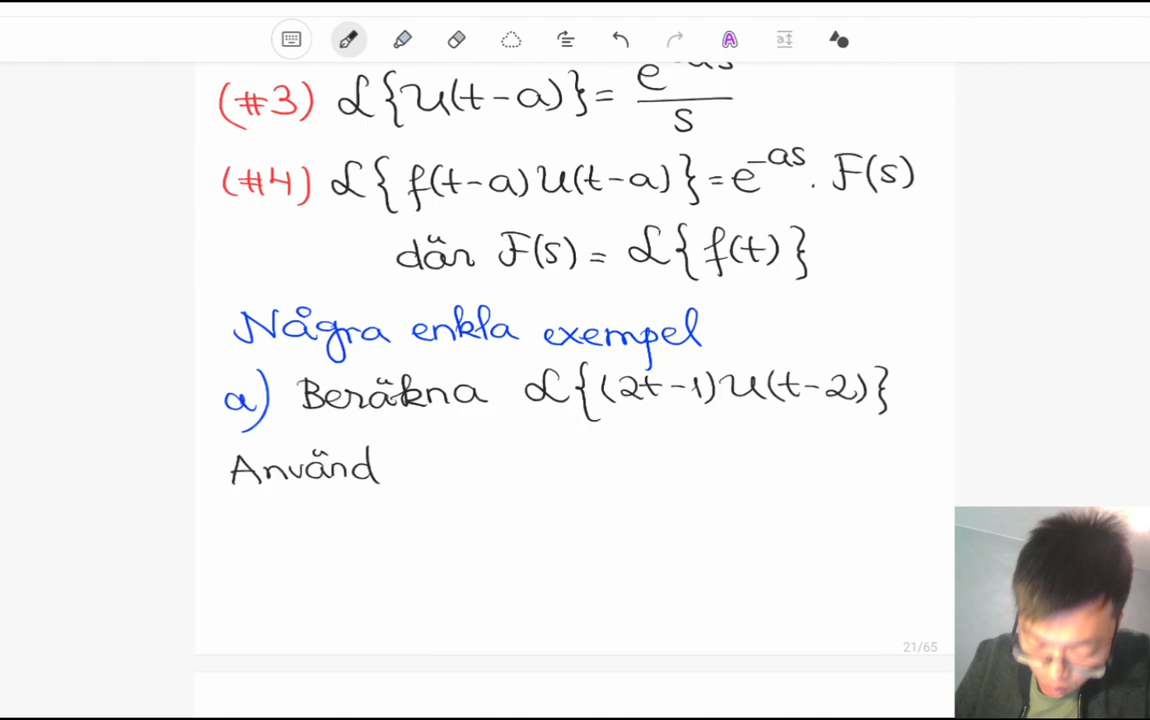 (#3) ℒ{U(t-a)} = e^-as / s
(#4) ℒ{f(t-a)U(t-a)} = e^-as · F(s)
där F(s) = ℒ{f(t)}
Några enkla exempel
a) Beräkna ℒ{(2t-1)U(t-2)}
Använd
21/65